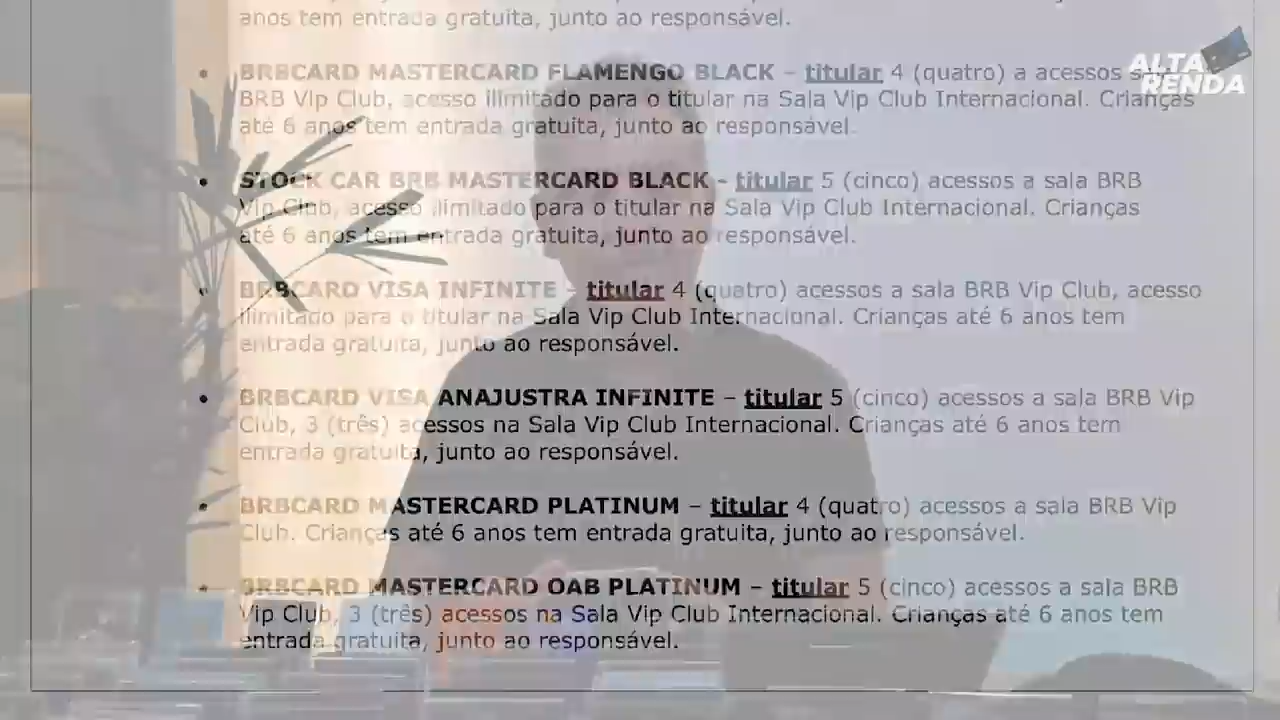 anos tem entrada gratuita, junto ao responsável.
ALTA
RENDA
• BRBCARD MASTERCARD FLAMENGO BLACK – titular 4 (quatro) a acessos sala
BRB Vip Club, acesso ilimitado para o titular na Sala Vip Club Internacional. Crianças
até 6 anos tem entrada gratuita, junto ao responsável.
• STOCK CAR BRB MASTERCARD BLACK – titular 5 (cinco) acessos a sala BRB
Vip Club, acesso ilimitado para o titular na Sala Vip Club Internacional. Crianças
até 6 anos tem entrada gratuita, junto ao responsável.
• BRBCARD VISA INFINITE – titular 4 (quatro) acessos a sala BRB Vip Club, acesso
ilimitado para o titular na Sala Vip Club Internacional. Crianças até 6 anos tem
entrada gratuita, junto ao responsável.
• BRBCARD VISA ANAJUSTRA INFINITE – titular 5 (cinco) acessos a sala BRB Vip
Club, 3 (três) acessos na Sala Vip Club Internacional. Crianças até 6 anos tem
entrada gratuita, junto ao responsável.
• BRBCARD MASTERCARD PLATINUM – titular 4 (quatro) acessos a sala BRB Vip
Club. Crianças até 6 anos tem entrada gratuita, junto ao responsável.
• BRBCARD MASTERCARD OAB PLATINUM – titular 5 (cinco) acessos a sala BRB
Vip Club, 3 (três) acessos na Sala Vip Club Internacional. Crianças até 6 anos tem
entrada gratuita, junto ao responsável.